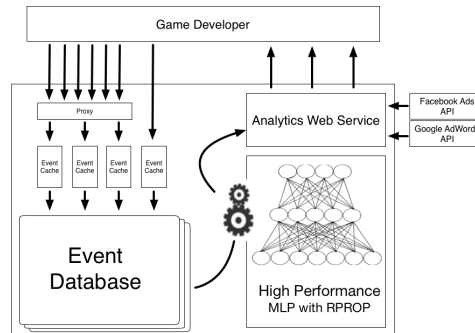 Game Developer
Proxy
Event
Cache
Event
Cache
Event
Cache
Event
Cache
Analytics Web Service
Facebook Ads
API
Google AdWord
API
Event
Database
High Performance
MLP with RPROP